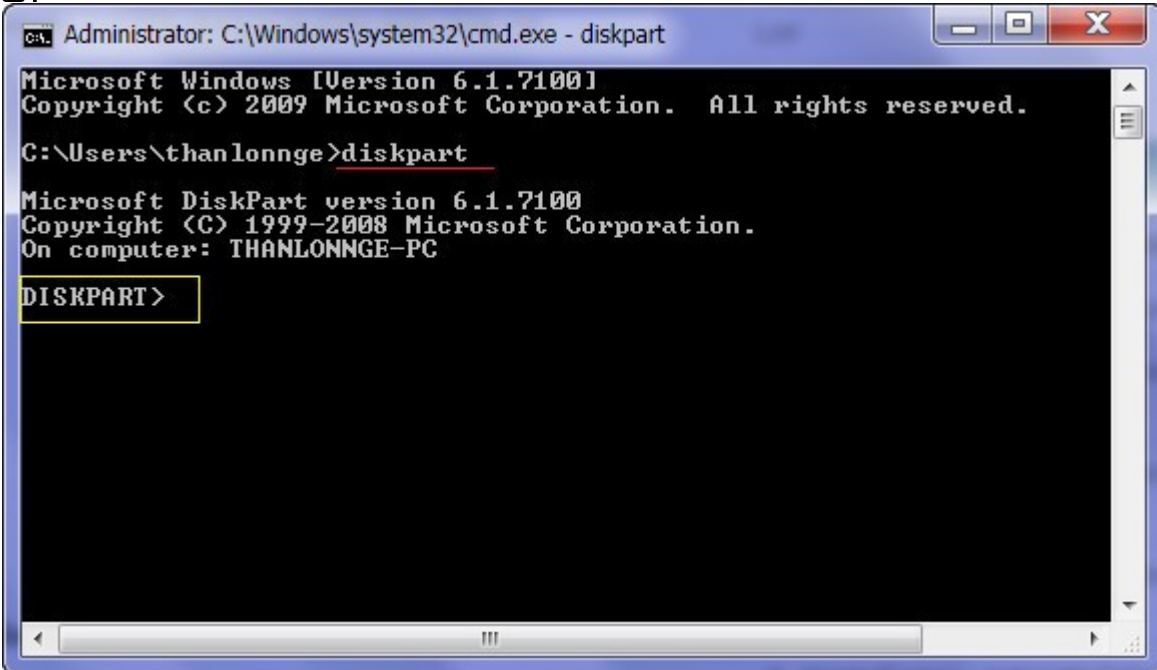 Administrator: C:\Windows\system32\cmd.exe - diskpart
Microsoft Windows [Version 6.1.7100]
Copyright (c) 2009 Microsoft Corporation.  All rights reserved.
C:\Users\thanlonnge>diskpart
Microsoft DiskPart version 6.1.7100
Copyright (C) 1999-2008 Microsoft Corporation.
On computer: THANLONNGE-PC
DISKPART>